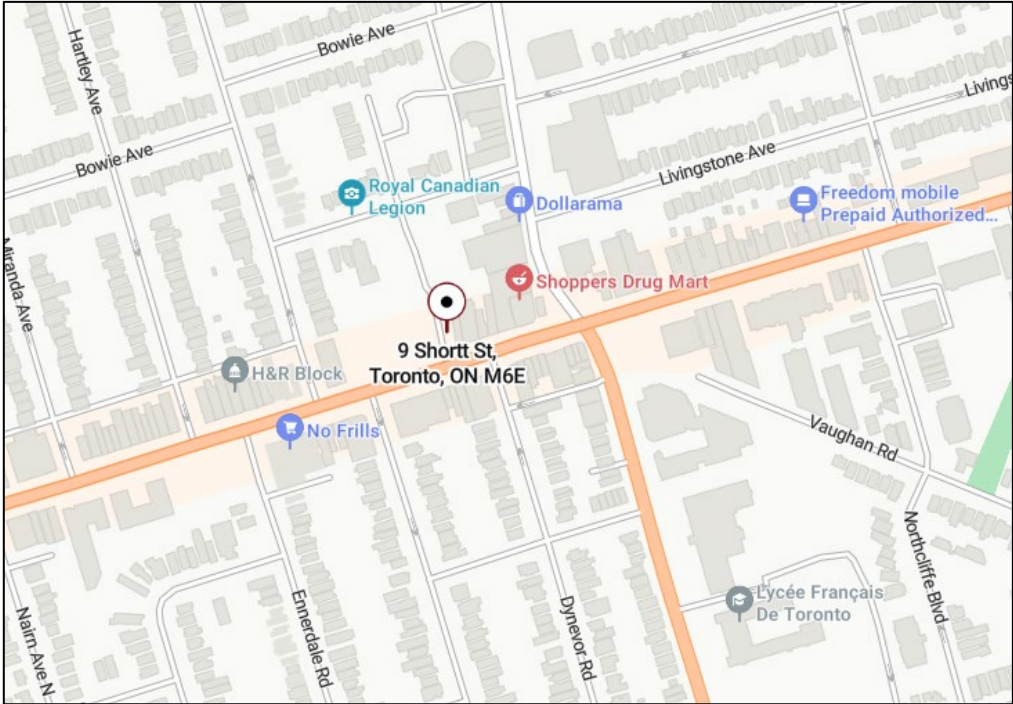 Hartley Ave
Bowie Ave
Bowie Ave
Livings
Livingstone Ave
Royal Canadian
Legion
Dollarama
Freedom mobile
Prepaid Authorized...
Miranda Ave
Shoppers Drug Mart
9 Shortt St,
Toronto, ON M6E
H&R Block
No Frills
Vaughan Rd
Northcliffe Blvd
Lycée Français
De Toronto
Nairn Ave N
Ennerdale Rd
Dynevor Rd